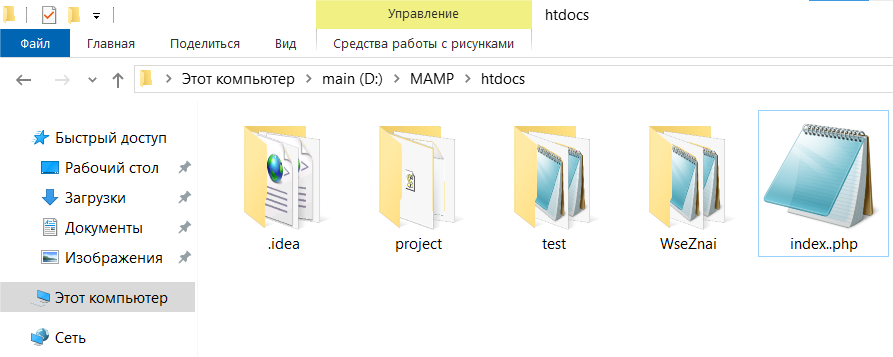 Управление
htdocs
Файл Главная Поделиться Вид Средства работы с рисунками
Этот компьютер main (D:) MAMP htdocs
Быстрый доступ
Рабочий стол
Загрузки
Документы
Изображения
Этот компьютер
Сеть
.idea
project
test
WseZnai
index..php